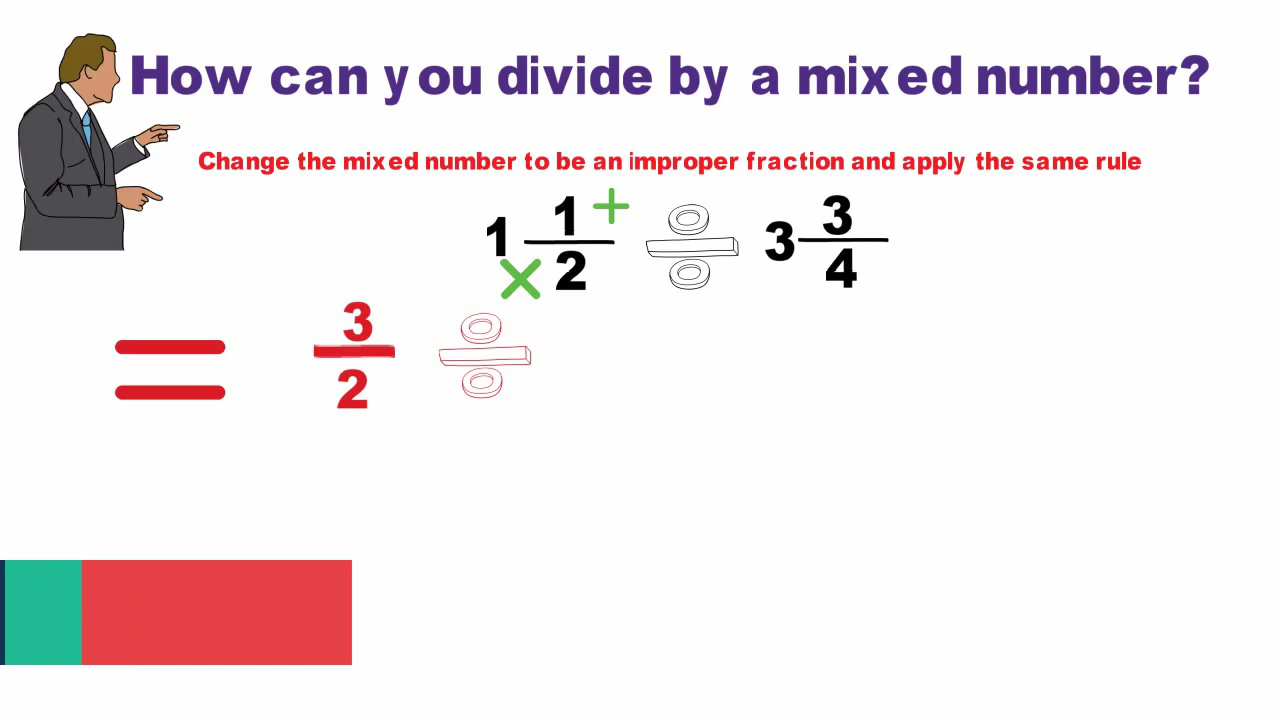 How can you divide by a mixed number?
Change the mixed number to be an improper fraction and apply the same rule
1 1/2 + × ÷ 3 3/4
= 3/2 ÷